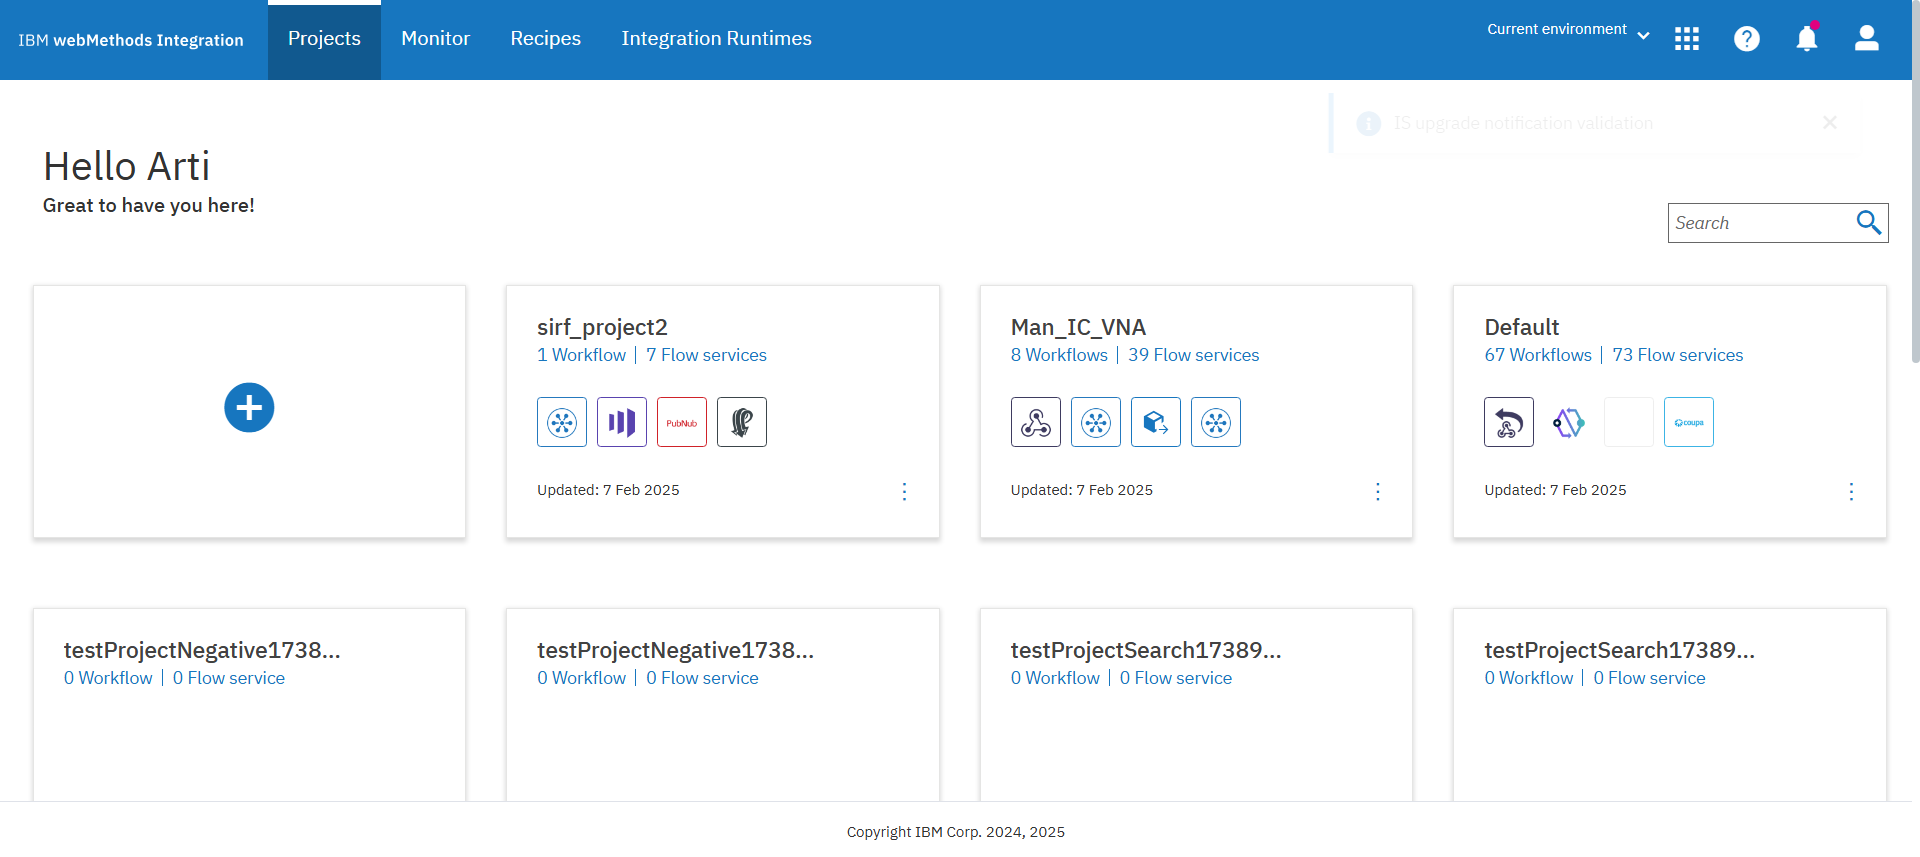 IBM webMethods Integration
Projects
Monitor
Recipes
Integration Runtimes
Current environment
IS upgrade notification validation
Hello Arti
Great to have you here!
Search
sirf_project2
1 Workflow | 7 Flow services
PubNub
Updated: 7 Feb 2025
Man_IC_VNA
8 Workflows | 39 Flow services
Updated: 7 Feb 2025
Default
67 Workflows | 73 Flow services
coupa
Updated: 7 Feb 2025
testProjectNegative1738...
0 Workflow | 0 Flow service
testProjectNegative1738...
0 Workflow | 0 Flow service
testProjectSearch17389...
0 Workflow | 0 Flow service
testProjectSearch17389...
0 Workflow | 0 Flow service
Copyright IBM Corp. 2024, 2025